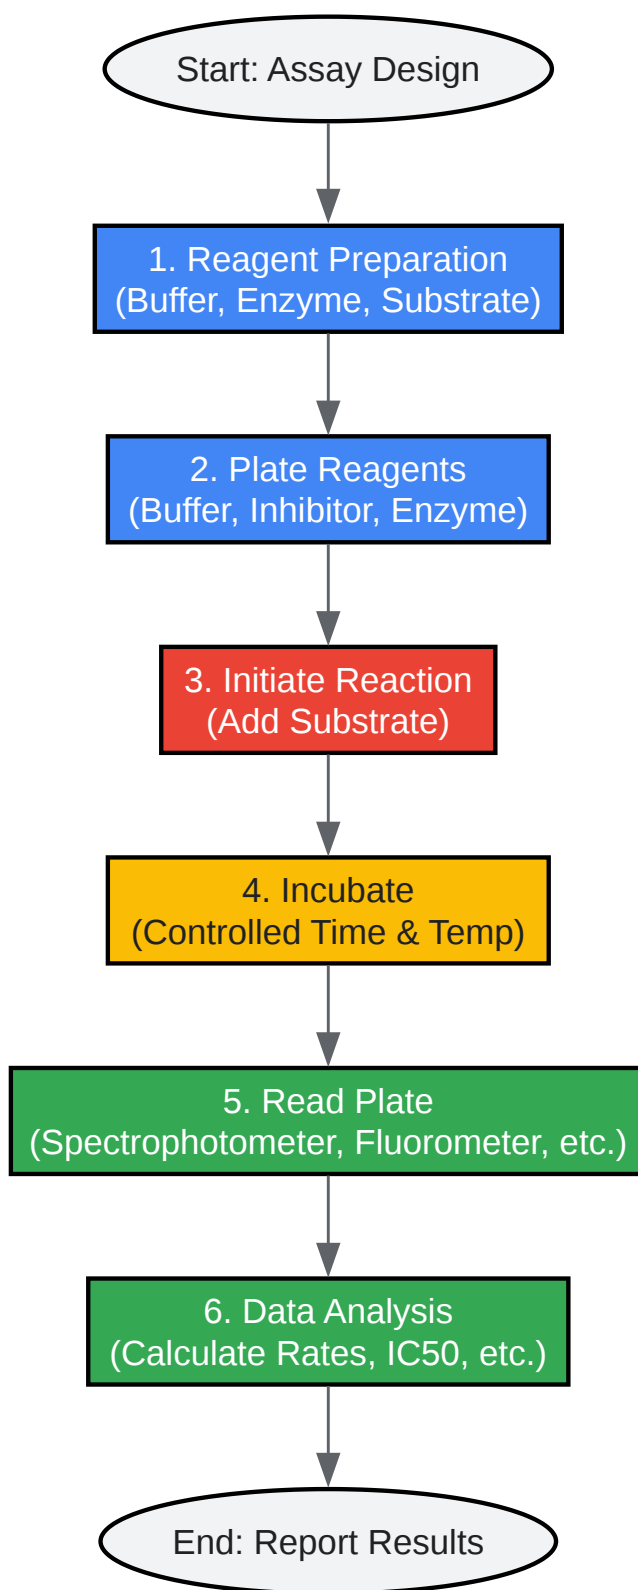 Start: Assay Design
1. Reagent Preparation
(Buffer, Enzyme, Substrate)
2. Plate Reagents
(Buffer, Inhibitor, Enzyme)
3. Initiate Reaction
(Add Substrate)
4. Incubate
(Controlled Time & Temp)
5. Read Plate
(Spectrophotometer, Fluorometer, etc.)
6. Data Analysis
(Calculate Rates, IC50, etc.)
End: Report Results